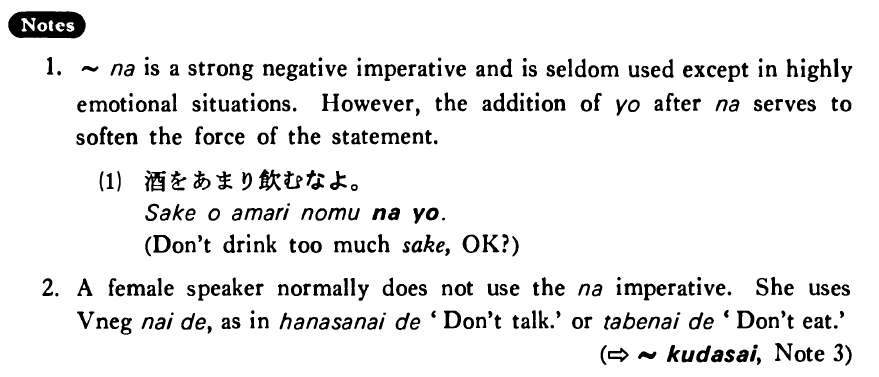 Notes
1. ~ na is a strong negative imperative and is seldom used except in highly
emotional situations. However, the addition of yo after na serves to
soften the force of the statement.
(1) 酒をあまり飲むなよ。
Sake o amari nomu na yo.
(Don't drink too much sake, OK?)
2. A female speaker normally does not use the na imperative. She uses
Vneg nai de, as in hanasanai de ‘Don't talk.’ or tabenai de ‘Don't eat.’
(⇨ ~ kudasai, Note 3)